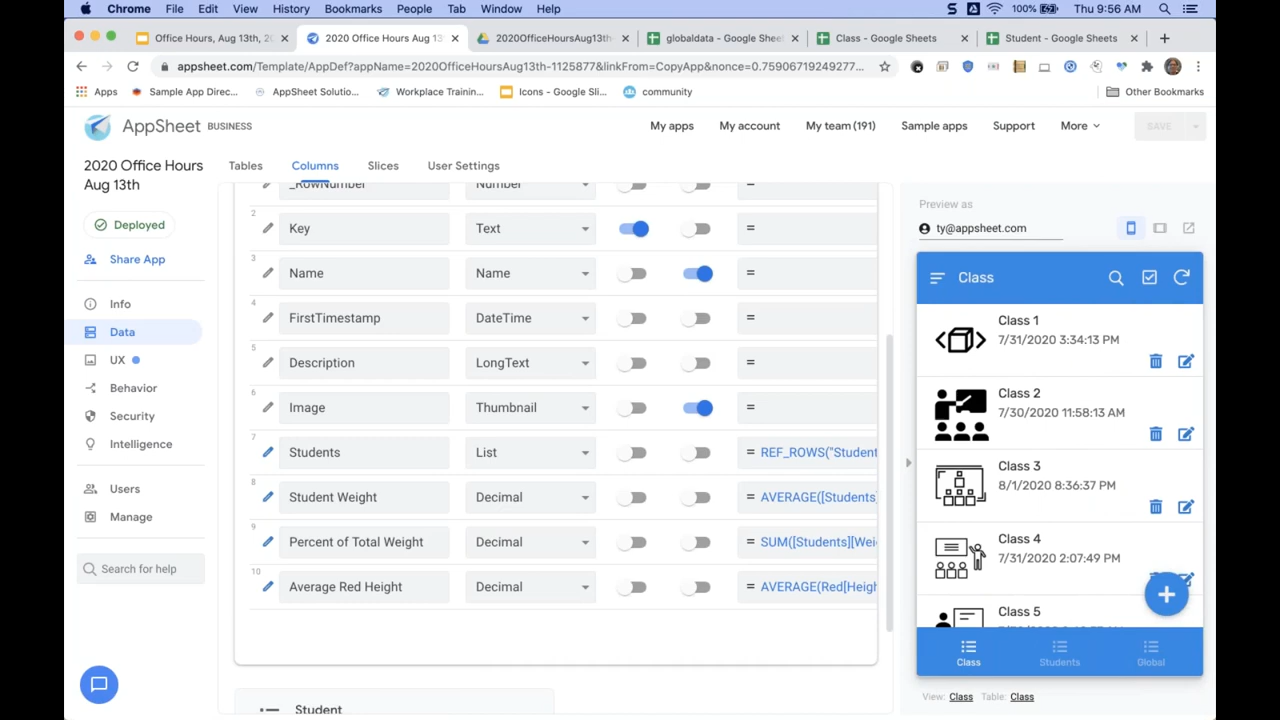 Chrome File Edit View History Bookmarks People Tab Window Help 100% Thu 9:56 AM
Office Hours, Aug 13th, 2 2020 Office Hours Aug 13 2020OfficeHoursAug13th globaldata - Google Shee Class - Google Sheets Student - Google Sheets
appsheet.com/Template/AppDef?appName=2020OfficeHoursAug13th-1125877&linkFrom=CopyApp&nonce=0.75906719249277...
Apps Sample App Direc... AppSheet Solutio... Workplace Trainin... Icons - Google Sli... community Other Bookmarks
AppSheet BUSINESS My apps My account My team (191) Sample apps Support More SAVE
2020 Office Hours
Aug 13th
Tables Columns Slices User Settings
Deployed
Share App
Info
Data
UX
Behavior
Security
Intelligence
Users
Manage
Search for help
_RowNumber Number =
2 Key Text =
3 Name Name =
4 FirstTimestamp DateTime =
5 Description LongText =
6 Image Thumbnail =
7 Students List = REF_ROWS("Student
8 Student Weight Decimal = AVERAGE([Students]
9 Percent of Total Weight Decimal = SUM([Students][Wei
10 Average Red Height Decimal = AVERAGE(Red[Heigh
Student
Preview as
ty@appsheet.com
Class
Class 1
7/31/2020 3:34:13 PM
Class 2
7/30/2020 11:58:13 AM
Class 3
8/1/2020 8:36:37 PM
Class 4
7/31/2020 2:07:49 PM
Class 5
Class Students Global
View: Class Table: Class